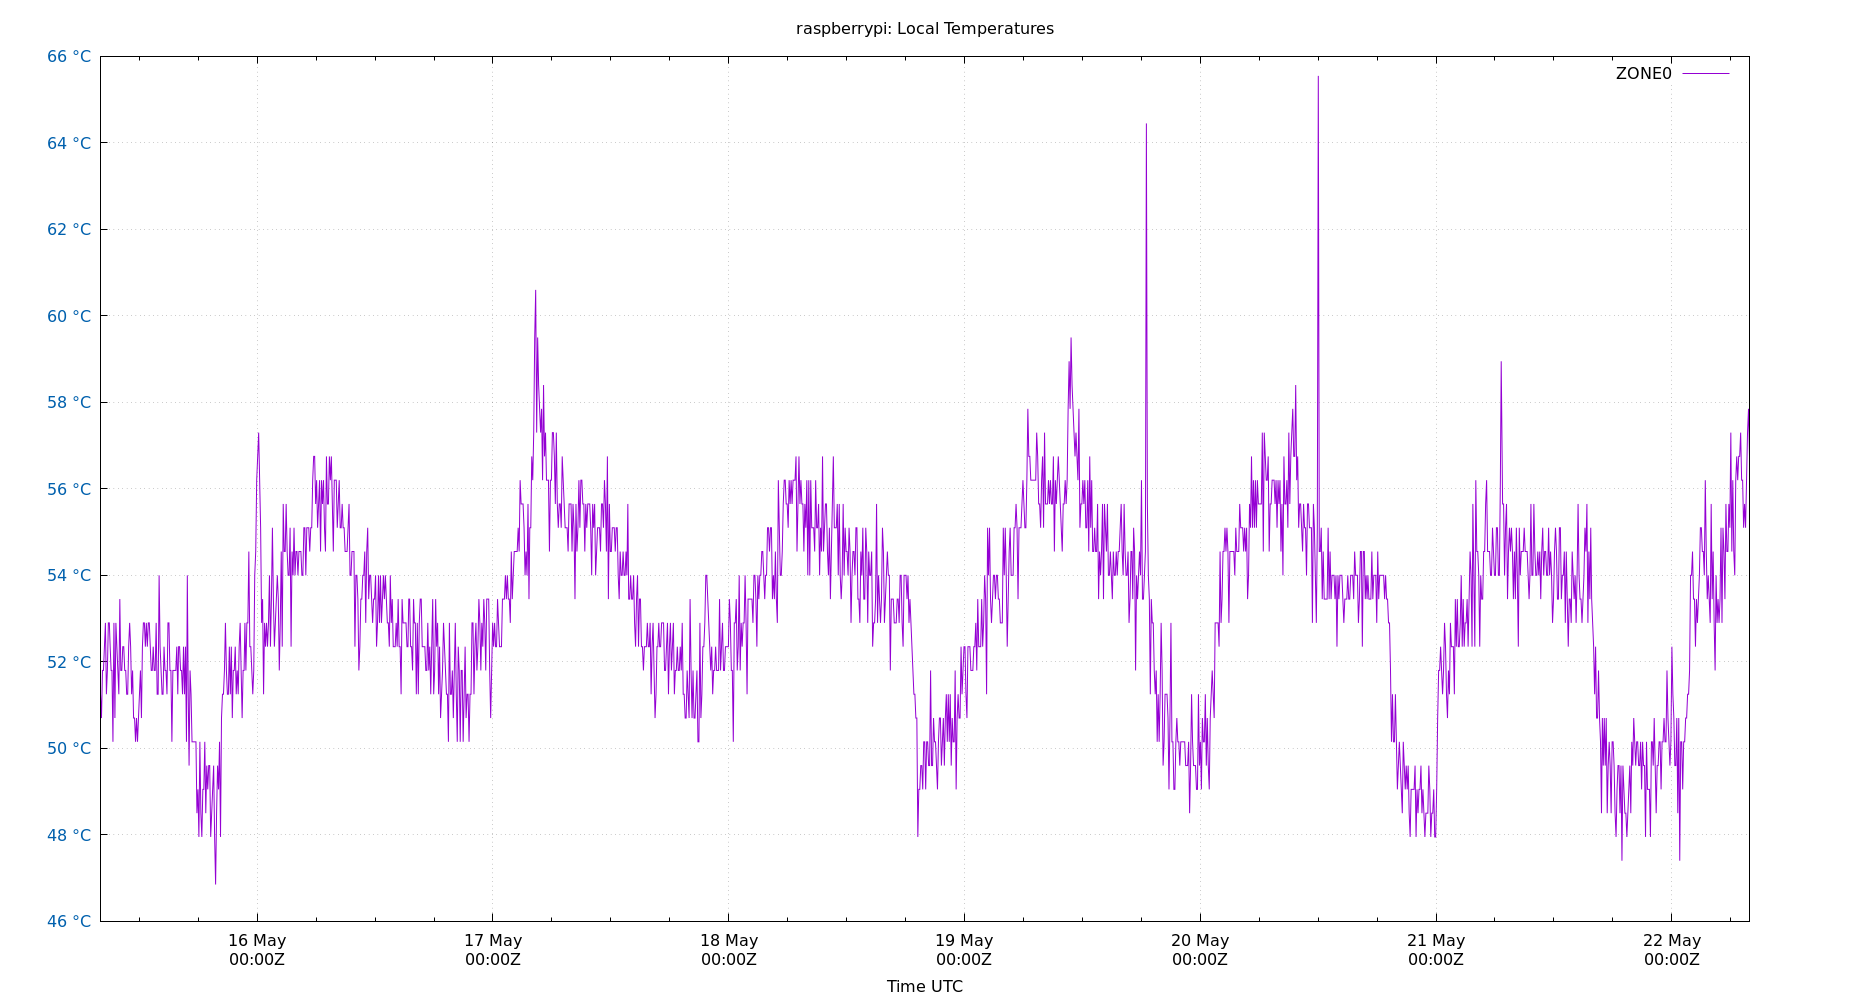 raspberrypi: Local Temperatures
66 °C
ZONE0
64 °C
62 °C
60 °C
58 °C
56 °C
54 °C
52 °C
50 °C
48 °C
46 °C
16 May 17 May 18 May 19 May 20 May 21 May 22 May
00:00Z 00:00Z 00:00Z 00:00Z 00:00Z 00:00Z 00:00Z
Time UTC